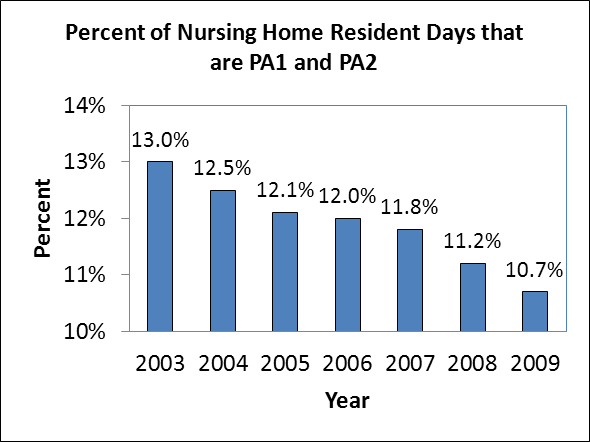 Percent of Nursing Home Resident Days that
are PA1 and PA2
14%
13%
12%
11%
10%
Percent
13.0%
12.5%
12.1%
12.0%
11.8%
11.2%
10.7%
2003 2004 2005 2006 2007 2008 2009
Year